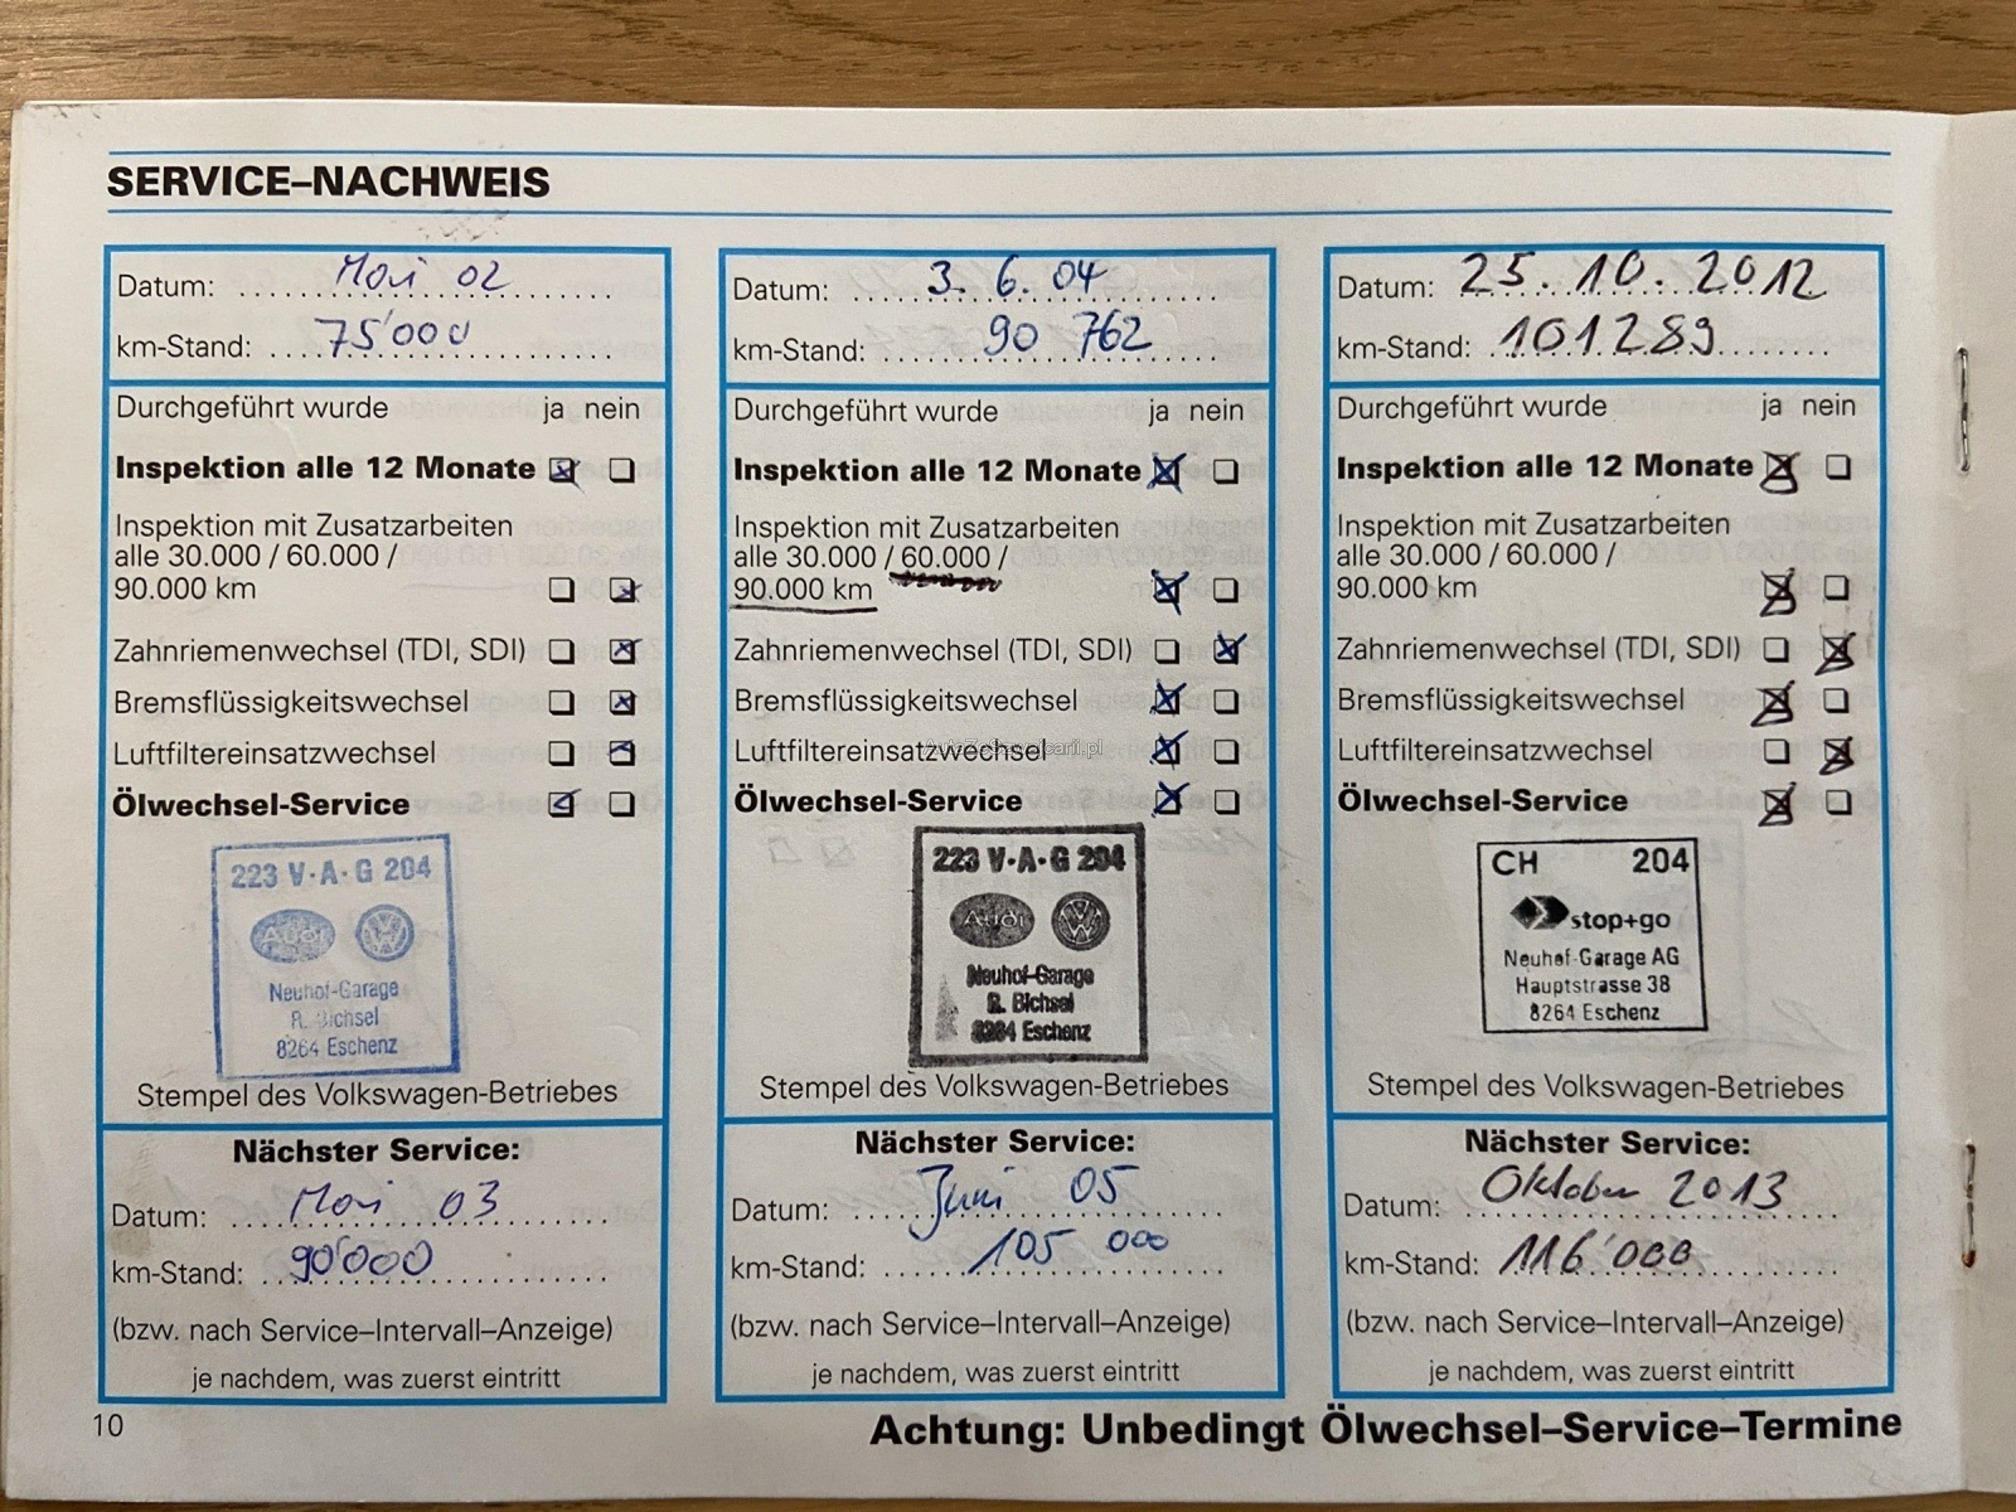 SERVICE–NACHWEIS
Datum: Mai 02
km-Stand: 75'000
Durchgeführt wurde ja nein
Inspektion alle 12 Monate
Inspektion mit Zusatzarbeiten
alle 30.000 / 60.000 /
90.000 km
Zahnriemenwechsel (TDI, SDI)
Bremsflüssigkeitswechsel
Luftfiltereinsatzwechsel
Ölwechsel-Service
223 V·A·G 204
Audi
Neuhof-Garage
R. Bichsel
8264 Eschenz
Stempel des Volkswagen-Betriebes
Nächster Service:
Datum: Mai 03
km-Stand: 90'000
(bzw. nach Service–Intervall–Anzeige)
je nachdem, was zuerst eintritt
Datum: 3. 6. 04
km-Stand: 90 762
Durchgeführt wurde ja nein
Inspektion alle 12 Monate
Inspektion mit Zusatzarbeiten
alle 30.000 / 60.000 /
90.000 km
Zahnriemenwechsel (TDI, SDI)
Bremsflüssigkeitswechsel
Luftfiltereinsatzwechsel
AutaZeSzwajcarii.pl
Ölwechsel-Service
223 V·A·G 204
Audi
Neuhof-Garage
R. Bichsel
8264 Eschenz
Stempel des Volkswagen-Betriebes
Nächster Service:
Datum: Juni 05
km-Stand: 105 000
(bzw. nach Service–Intervall–Anzeige)
je nachdem, was zuerst eintritt
Datum: 25.10.2012
km-Stand: 101289
Durchgeführt wurde ja nein
Inspektion alle 12 Monate
Inspektion mit Zusatzarbeiten
alle 30.000 / 60.000 /
90.000 km
Zahnriemenwechsel (TDI, SDI)
Bremsflüssigkeitswechsel
Luftfiltereinsatzwechsel
Ölwechsel-Service
CH 204
stop+go
Neuhof-Garage AG
Hauptstrasse 38
8264 Eschenz
Stempel des Volkswagen-Betriebes
Nächster Service:
Datum: Oktober 2013
km-Stand: 116'000
(bzw. nach Service–Intervall–Anzeige)
je nachdem, was zuerst eintritt
10
Achtung: Unbedingt Ölwechsel–Service–Termine